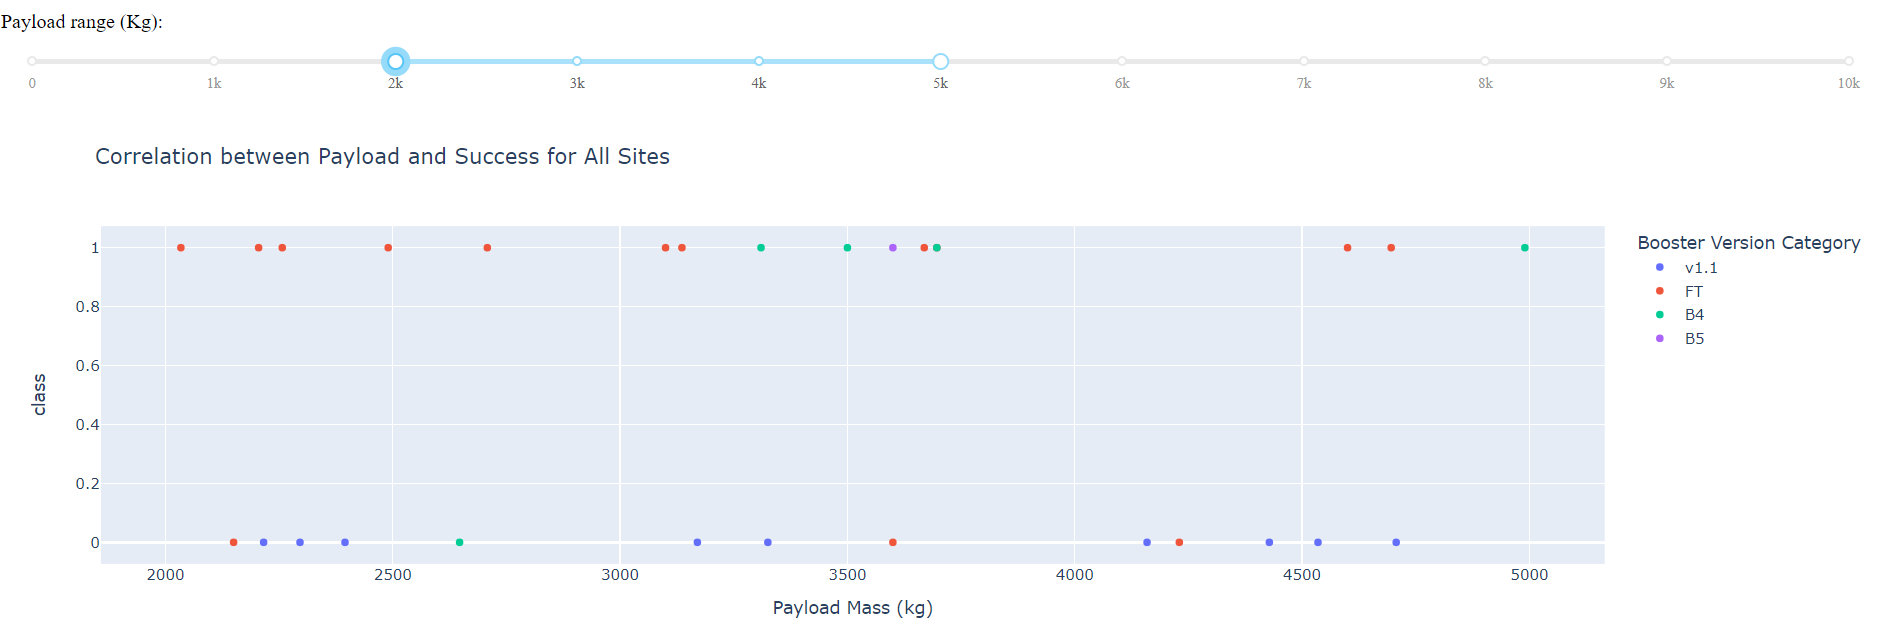 Payload range (Kg):
0 1k 2k 3k 4k 5k 6k 7k 8k 9k 10k
Correlation between Payload and Success for All Sites
1
0.8
0.6
0.4
0.2
0
class
2000 2500 3000 3500 4000 4500 5000
Payload Mass (kg)
Booster Version Category
v1.1
FT
B4
B5